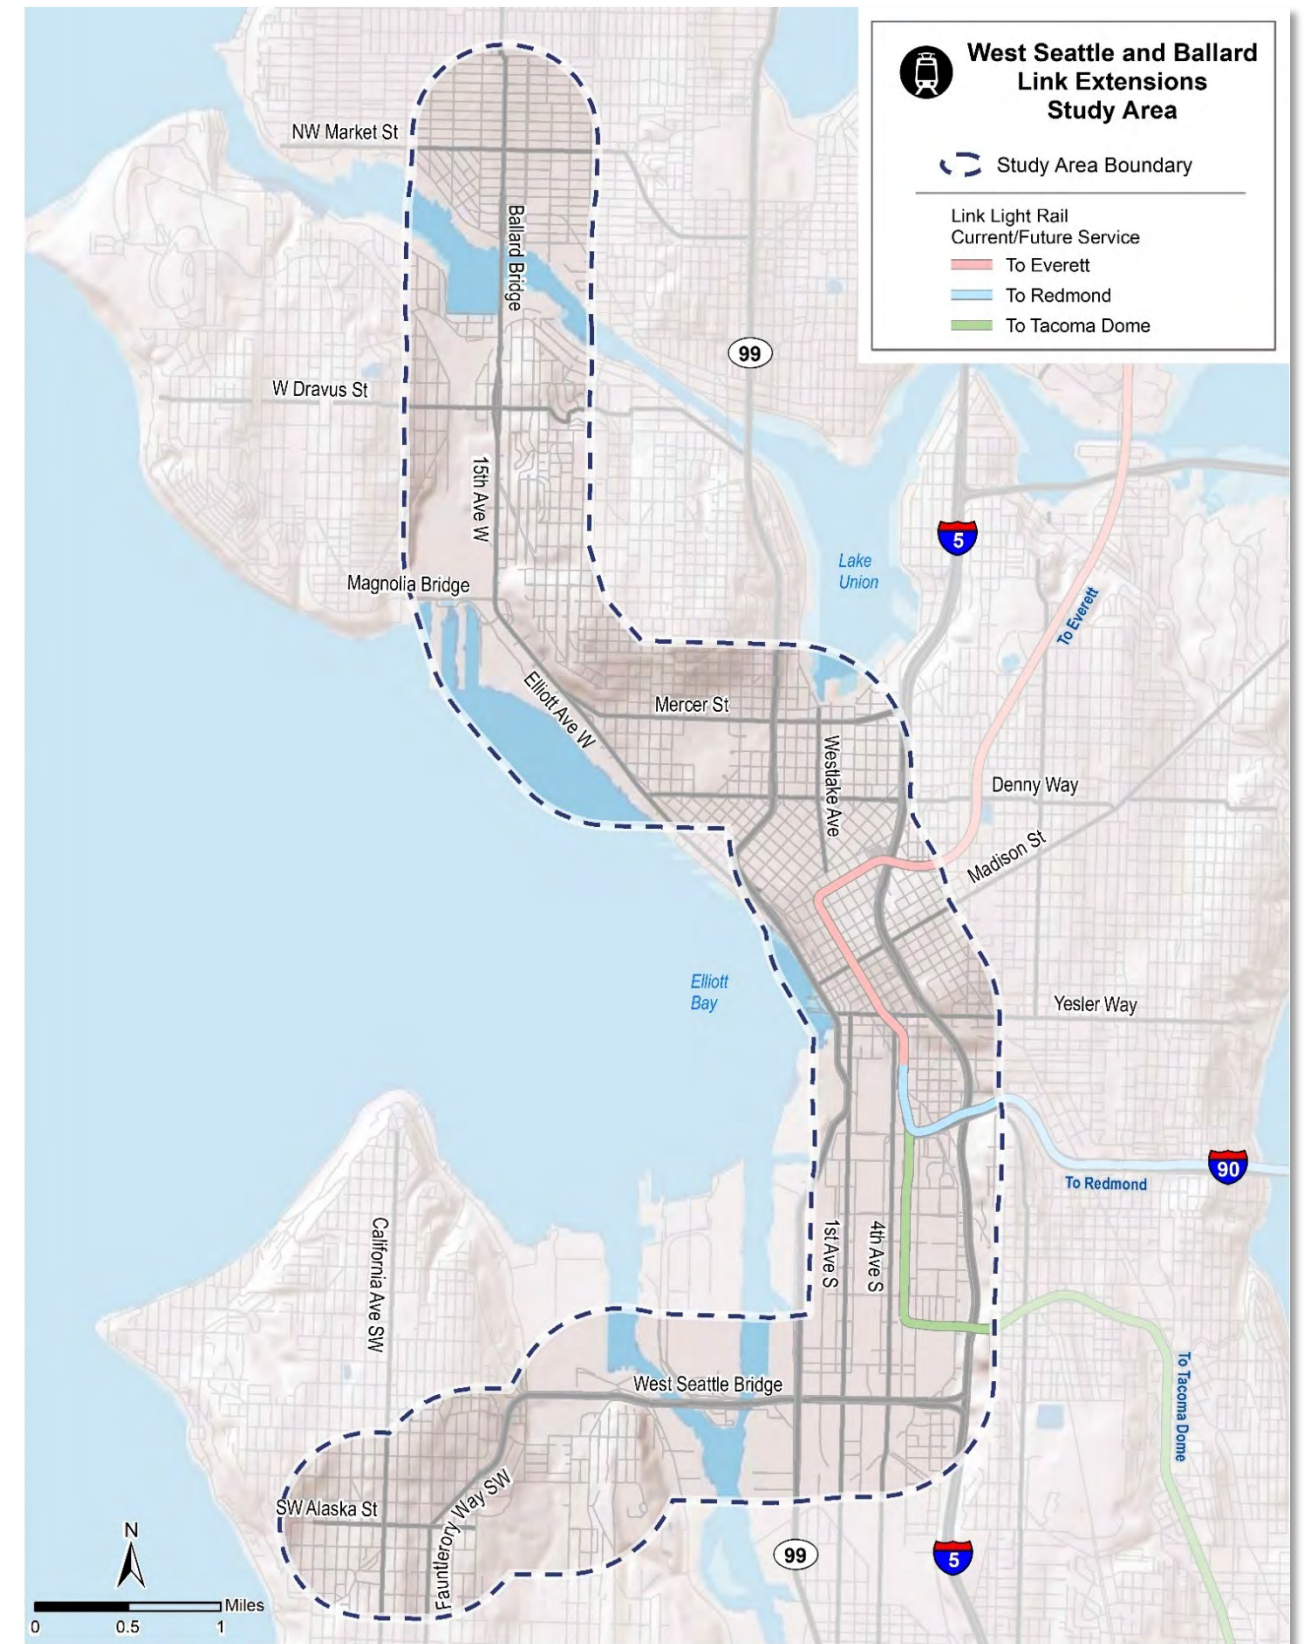 West Seattle and Ballard
Link Extensions
Study Area
Study Area Boundary
Link Light Rail
Current/Future Service
To Everett
To Redmond
To Tacoma Dome
NW Market St
Ballard Bridge
99
W Dravus St
15th Ave W
5
Lake
Union
Magnolia Bridge
To Everett
Elliott Ave W
Mercer St
Westlake Ave
Denny Way
Madison St
Elliott
Bay
Yesler Way
90
To Redmond
California Ave SW
1st Ave S
4th Ave S
To Tacoma Dome
West Seattle Bridge
SW Alaska St
Fauntlerory Way SW
99
5
N
Miles
0
0.5
1